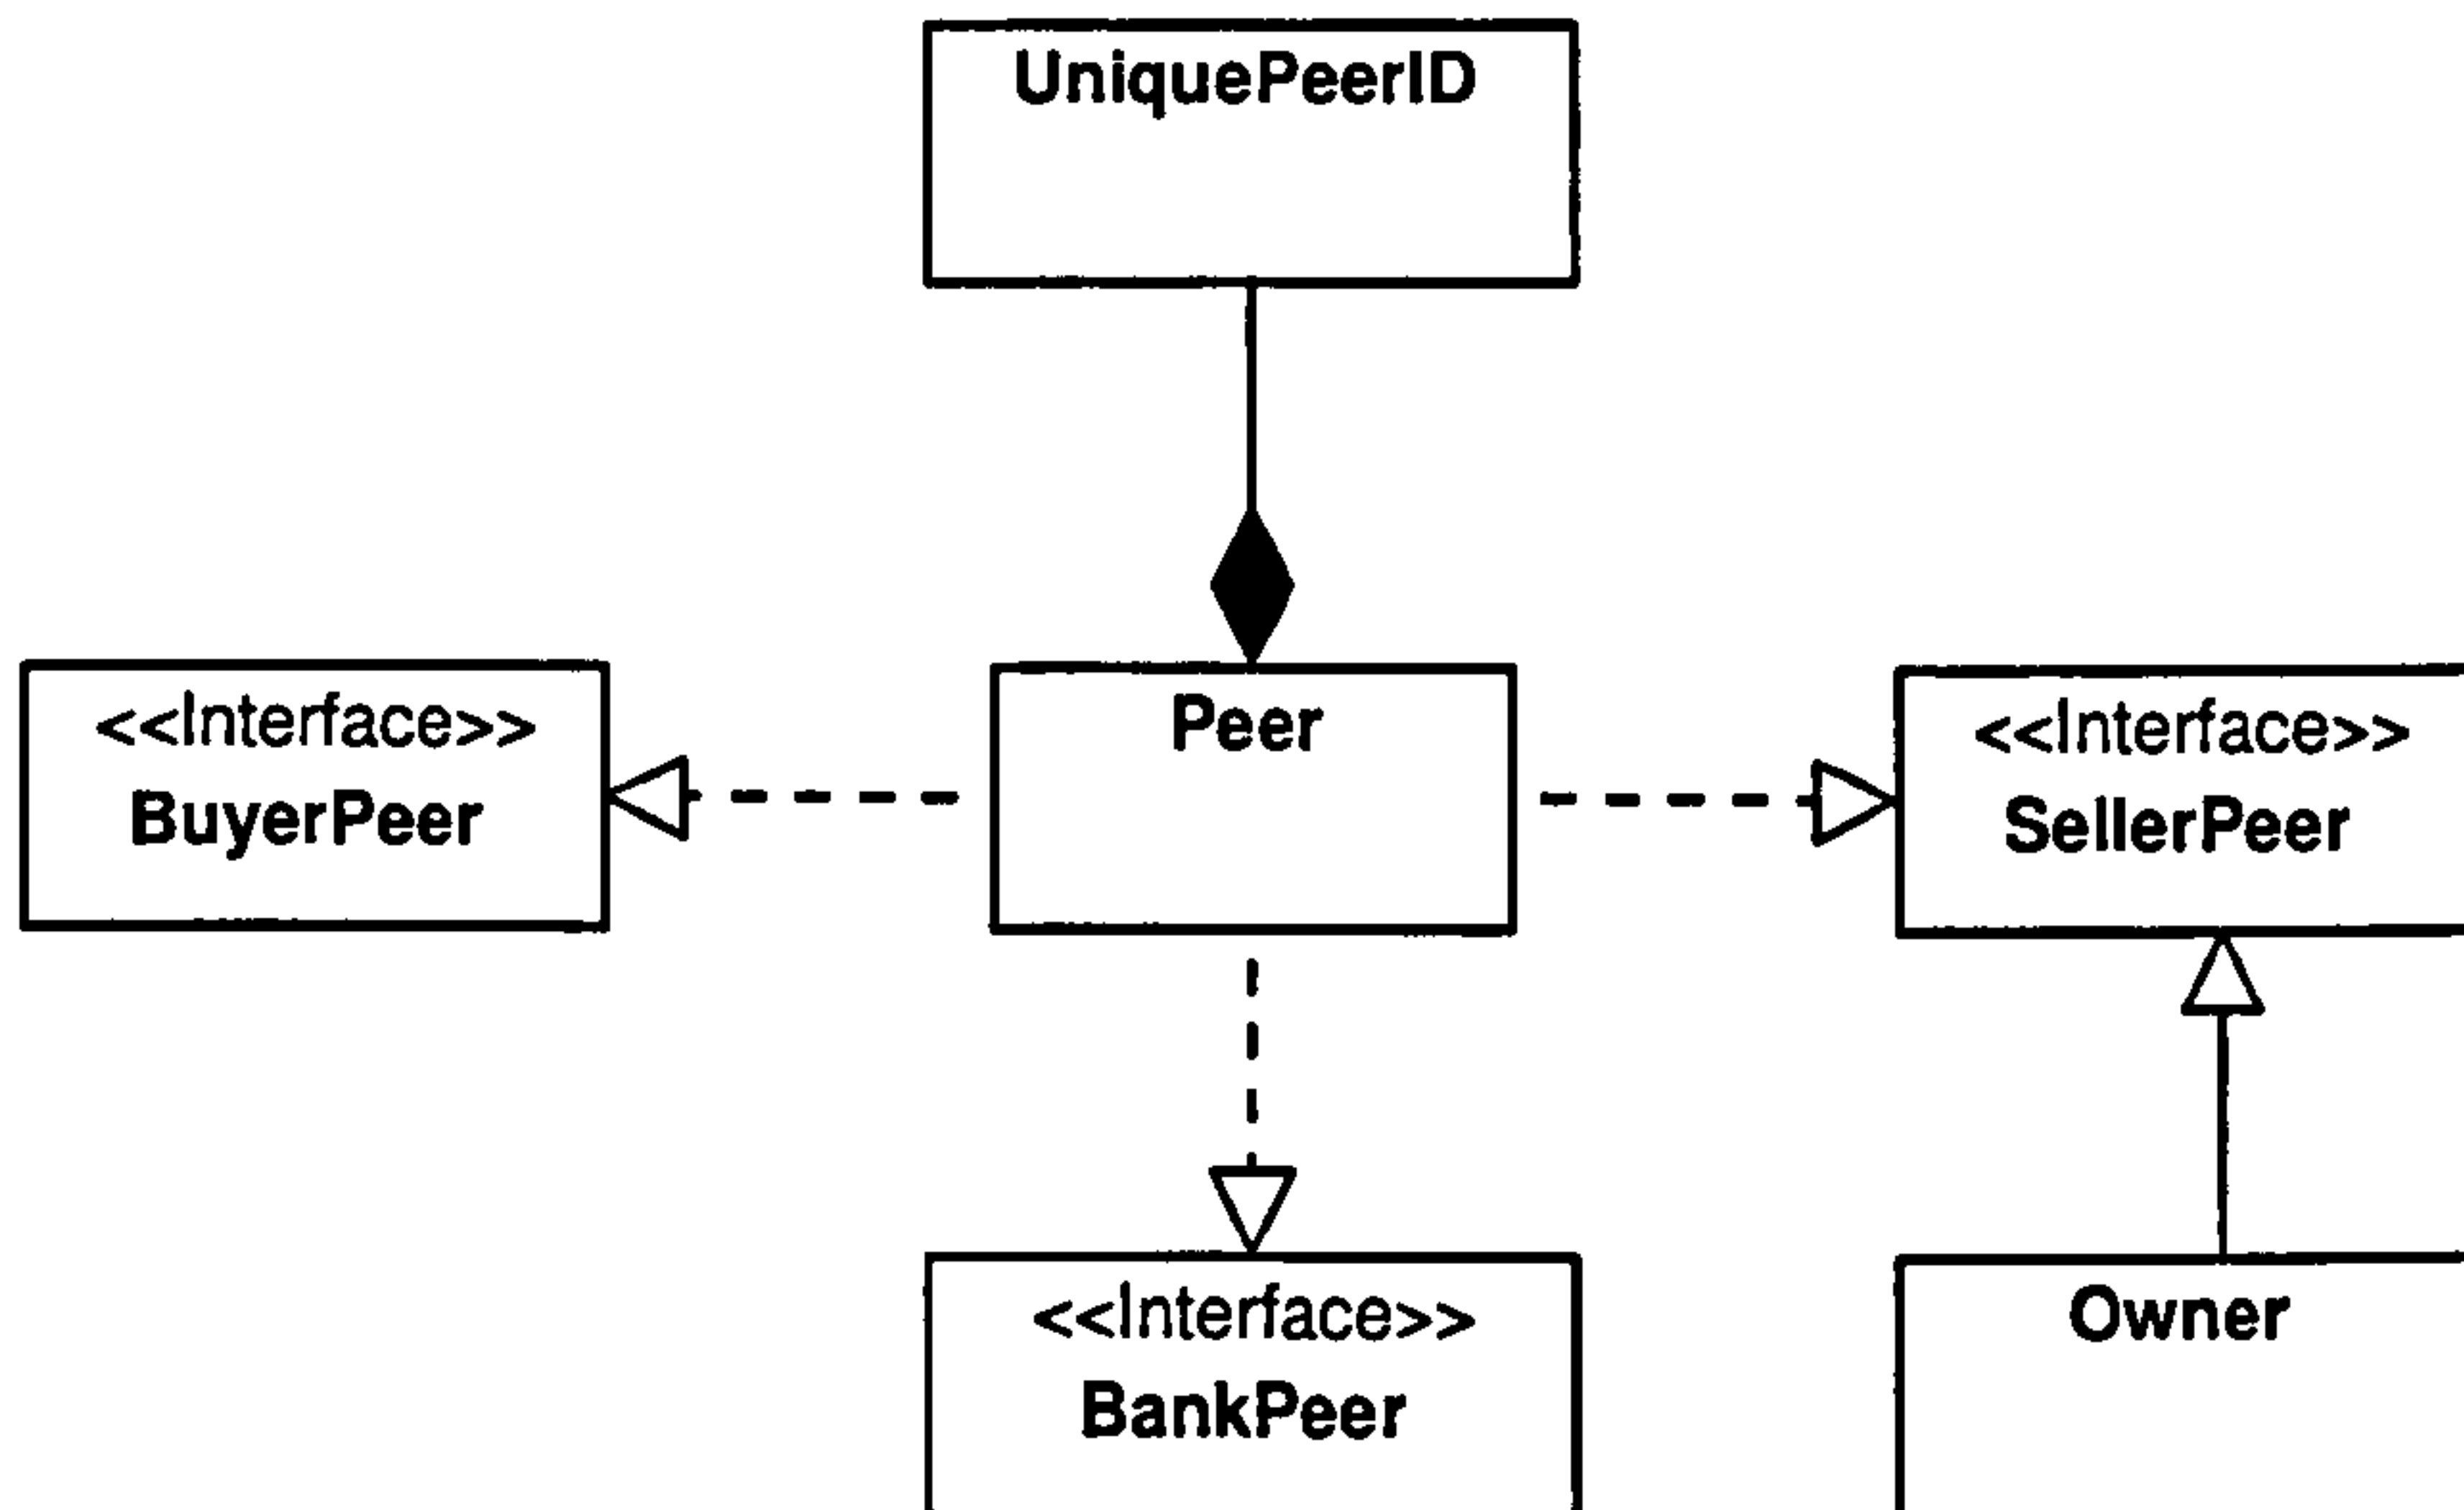 UniquePeerID
<<Interface>>
BuyerPeer
Peer
<<Interface>>
SellerPeer
<<Interface>>
BankPeer
Owner